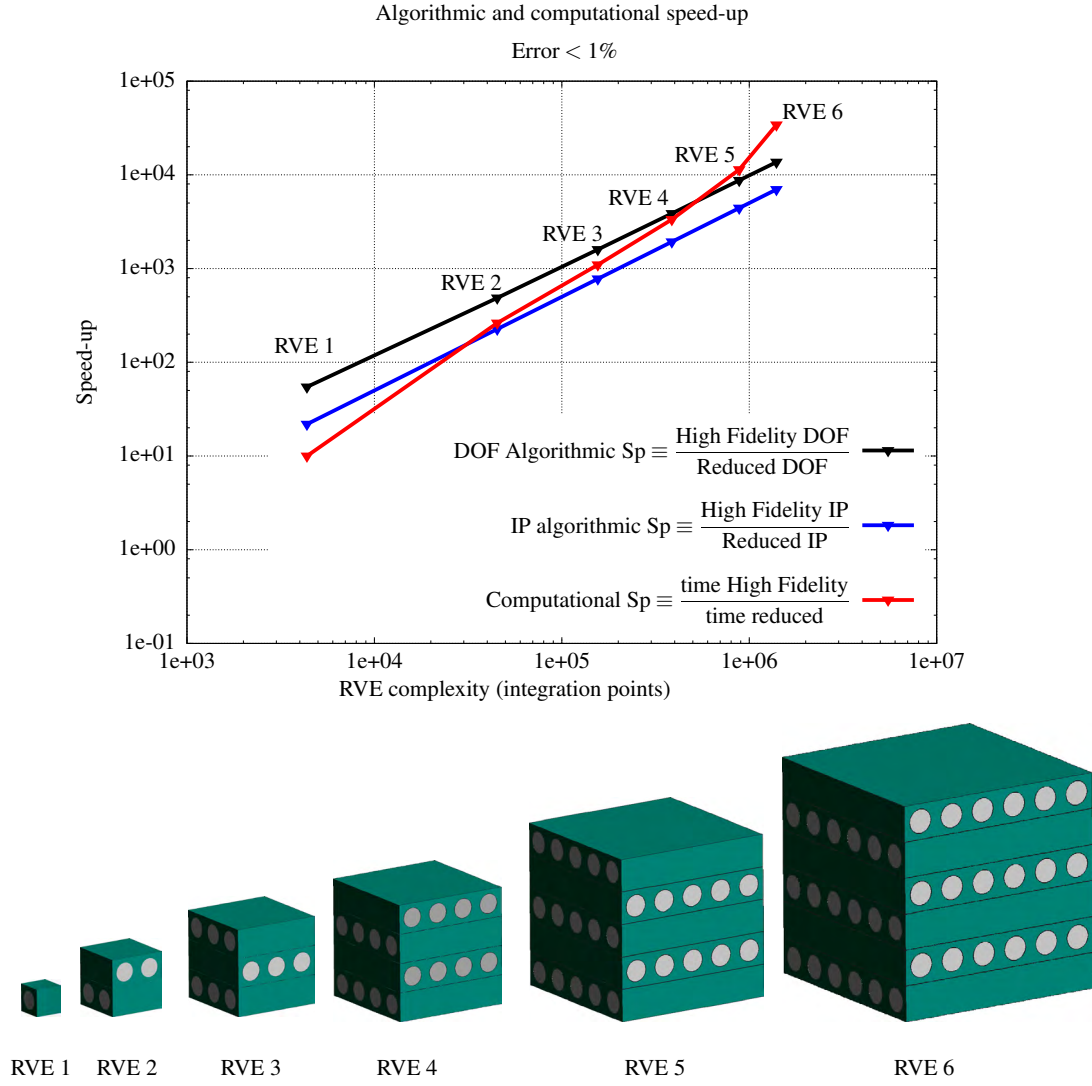 Algorithmic and computational speed-up
Error < 1%
1e+05
1e+04
1e+03
1e+02
1e+01
1e+00
1e-01
Speed-up
RVE 6
RVE 5
RVE 4
RVE 3
RVE 2
RVE 1
DOF Algorithmic Sp ≡ High Fidelity DOF
Reduced DOF
IP algorithmic Sp ≡ High Fidelity IP
Reduced IP
Computational Sp ≡ time High Fidelity
time reduced
1e+03 1e+04 1e+05 1e+06 1e+07
RVE complexity (integration points)
RVE 1 RVE 2 RVE 3 RVE 4 RVE 5 RVE 6